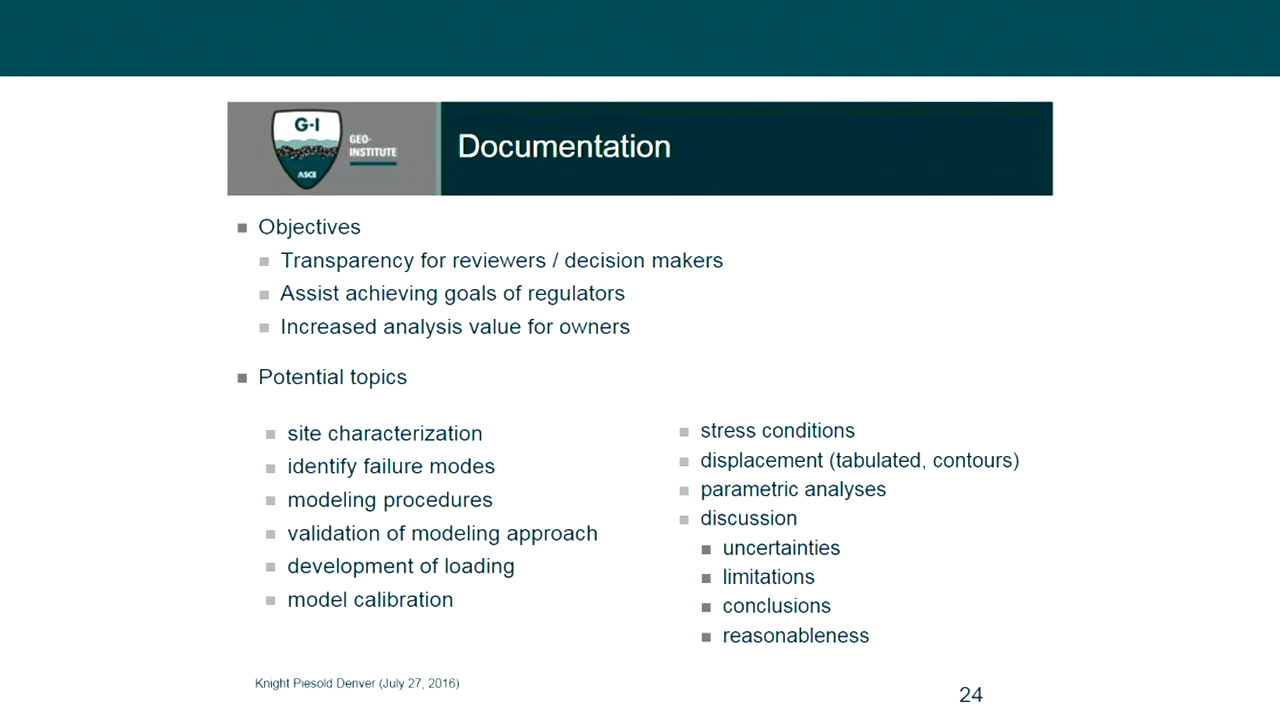 G-I
GEO-
INSTITUTE
ASCE
Documentation
Objectives
Transparency for reviewers / decision makers
Assist achieving goals of regulators
Increased analysis value for owners
Potential topics
site characterization
identify failure modes
modeling procedures
validation of modeling approach
development of loading
model calibration
stress conditions
displacement (tabulated, contours)
parametric analyses
discussion
uncertainties
limitations
conclusions
reasonableness
Knight Piesold Denver (July 27, 2016)
24